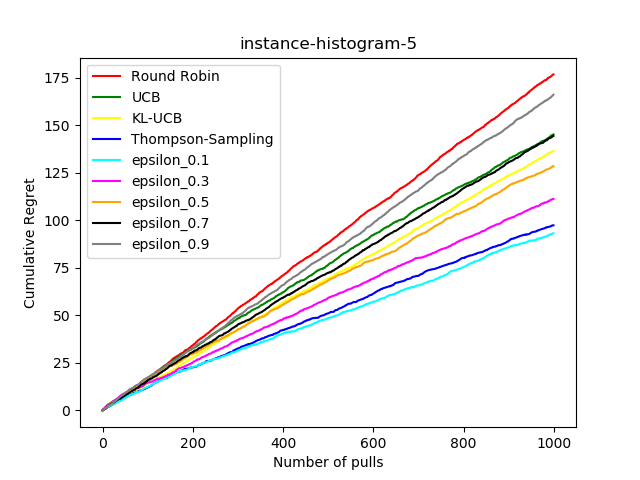 instance-histogram-5
Round Robin
UCB
KL-UCB
Thompson-Sampling
epsilon_0.1
epsilon_0.3
epsilon_0.5
epsilon_0.7
epsilon_0.9
Cumulative Regret
175
150
125
100
75
50
25
0
0 200 400 600 800 1000
Number of pulls